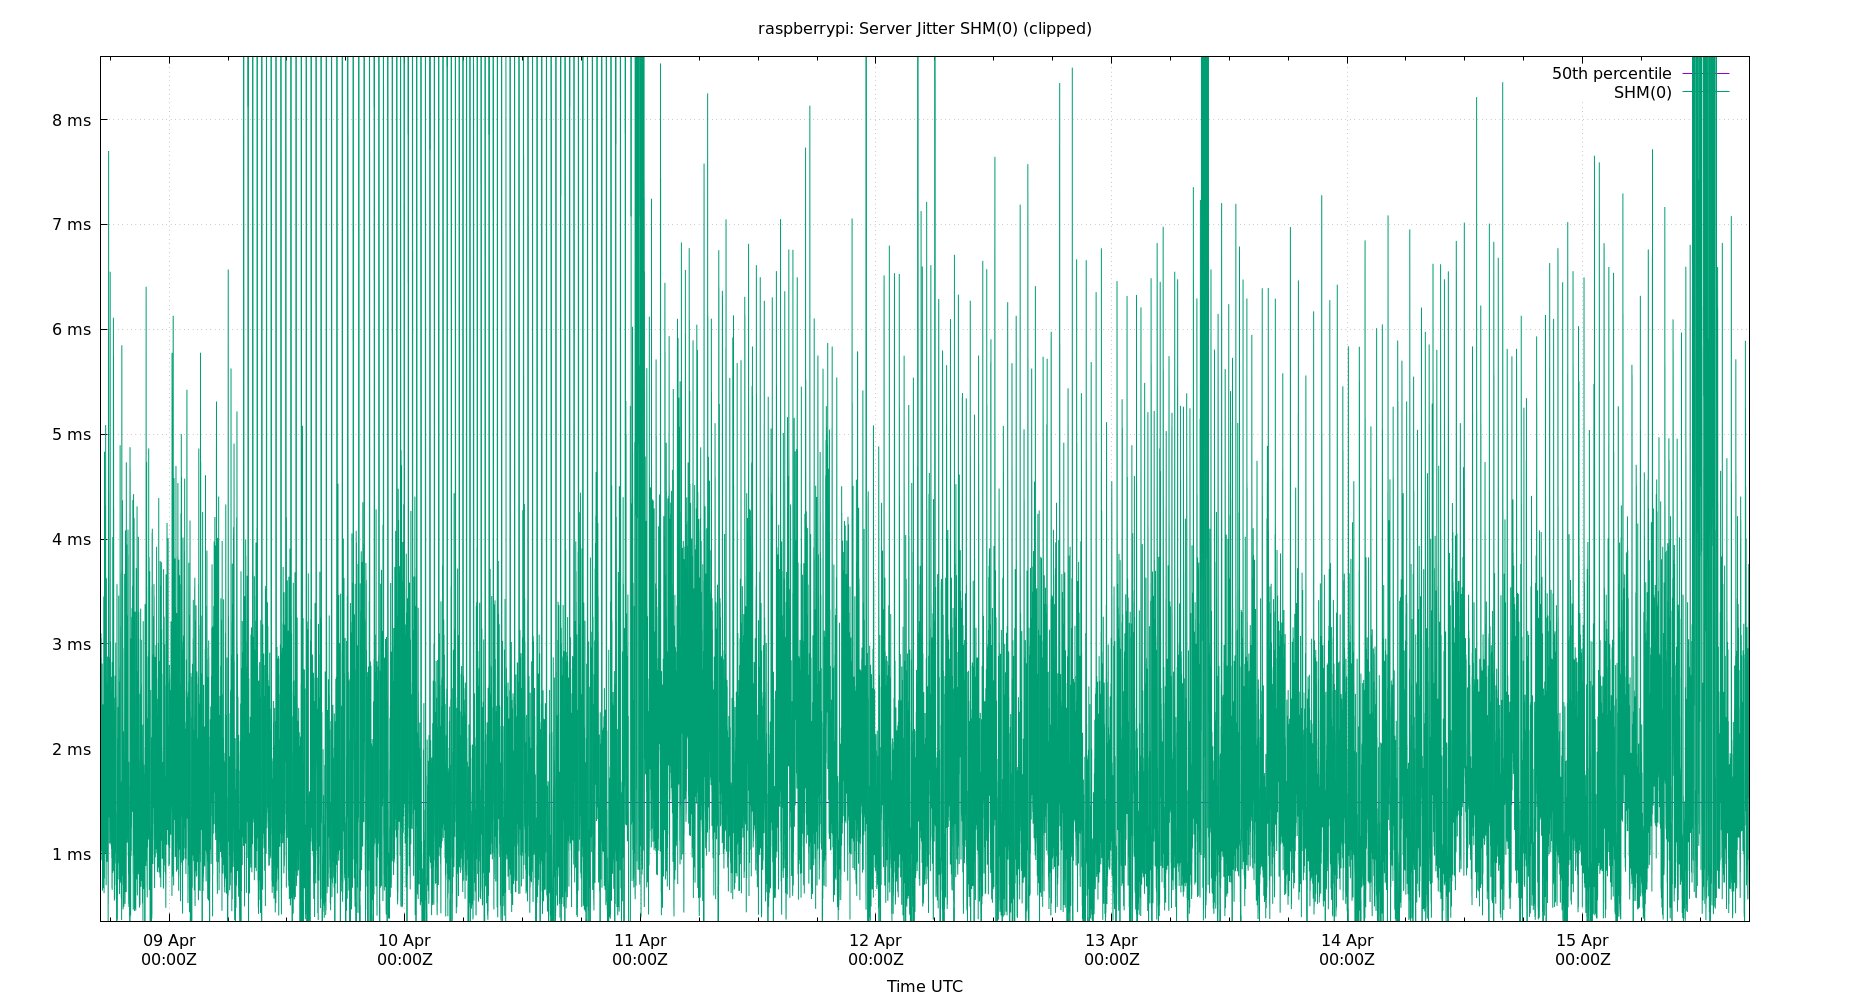 raspberrypi: Server Jitter SHM(0) (clipped)
50th percentile
SHM(0)
8 ms
7 ms
6 ms
5 ms
4 ms
3 ms
2 ms
1 ms
09 Apr 10 Apr 11 Apr 12 Apr 13 Apr 14 Apr 15 Apr
00:00Z 00:00Z 00:00Z 00:00Z 00:00Z 00:00Z 00:00Z
Time UTC